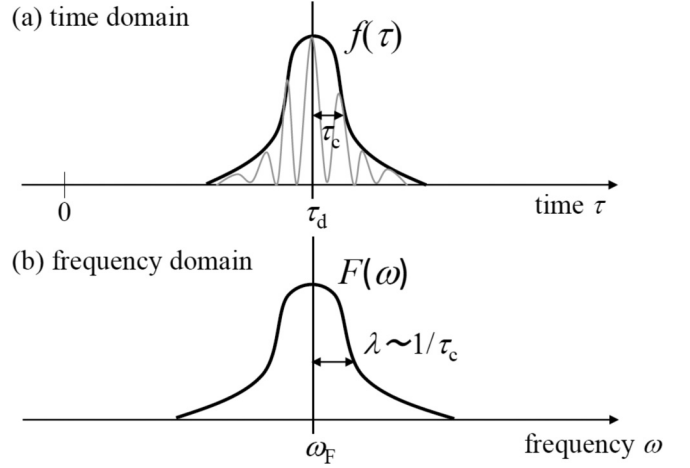 (a) time domain
f(τ)
τc
0
τd
time τ
(b) frequency domain
F(ω)
λ～1/τc
ωF
frequency ω